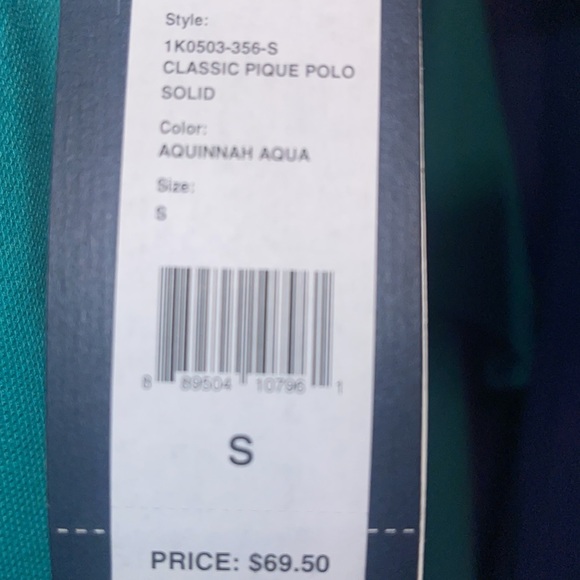 Style:
1K0503-356-S
CLASSIC PIQUE POLO
SOLID
Color:
AQUINNAH AQUA
Size:
S
8 89504 10796 1
S
PRICE: $69.50